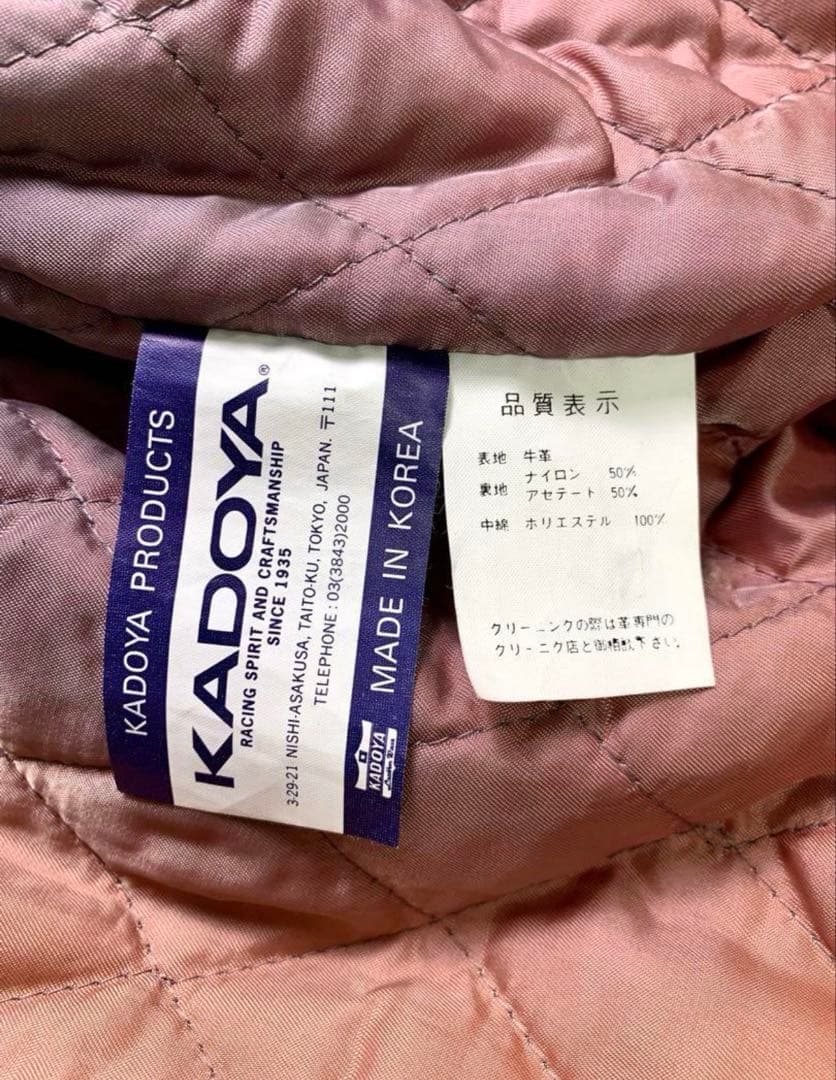 KADOYA PRODUCTS
KADOYA®
RACING SPIRIT AND CRAFTSMANSHIP
SINCE 1935
3-29-21 NISHI-ASAKUSA, TAITO-KU, TOKYO, JAPAN. 〒111
TELEPHONE : 03(3843)2000
MADE IN KOREA
KADOYA
品質表示
表地 牛革
ナイロン 50%
裏地 アセテート 50%
中綿 ポリエステル 100%
クリーニングの際は革専門の
クリーニク店と御相談下さい.